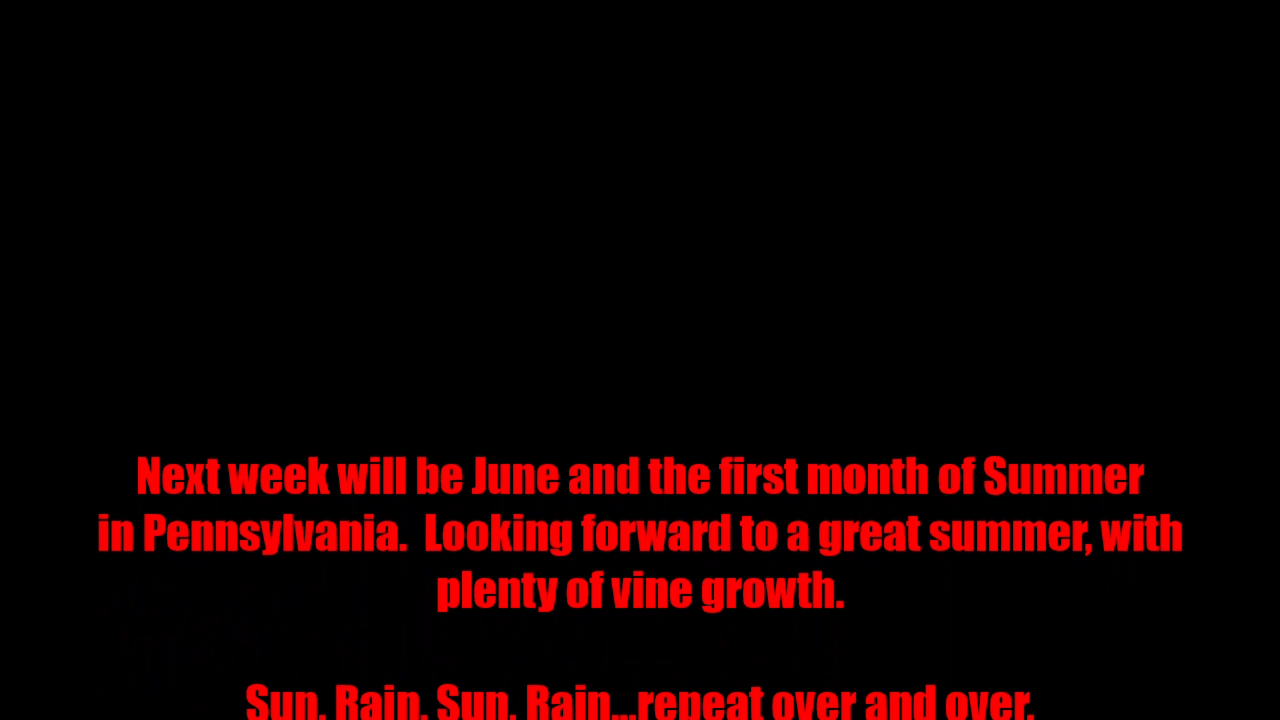 Next week will be June and the first month of Summer
in Pennsylvania.  Looking forward to a great summer, with
plenty of vine growth.
Sun, Rain, Sun, Rain...repeat over and over.